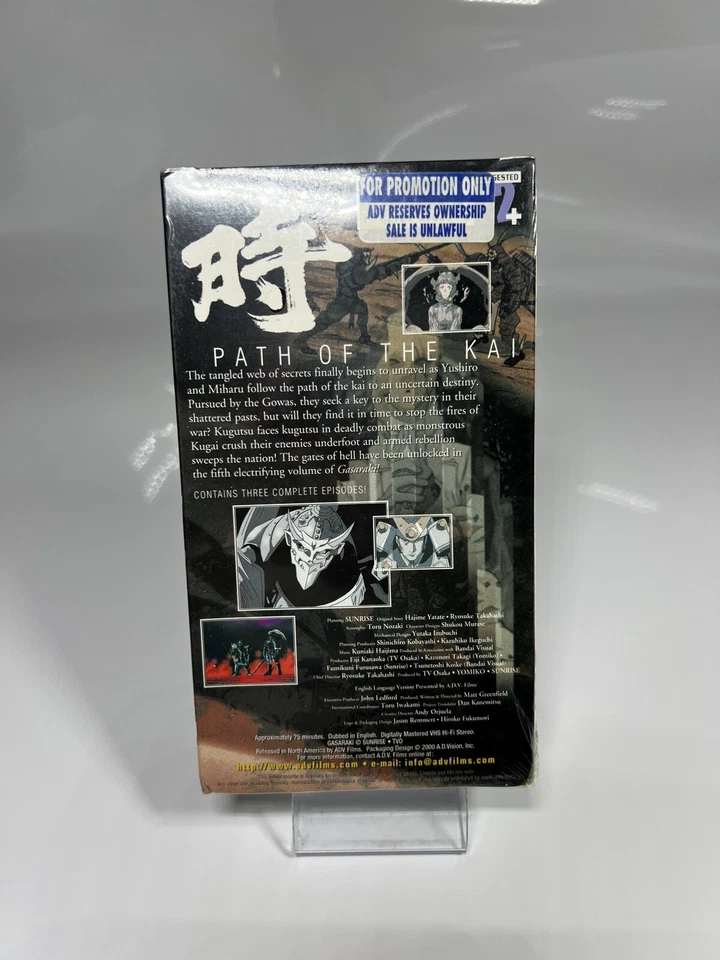 FOR PROMOTION ONLY
ADV RESERVES OWNERSHIP
SALE IS UNLAWFUL
GESTED
2+
時
PATH OF THE KAI
The tangled web of secrets finally begins to unravel as Yushiro
and Miharu follow the path of the kai to an uncertain destiny.
Pursued by the Gowas, they seek a key to the mystery in their
shattered pasts, but will they find it in time to stop the fires of
war? Kugutsu faces kugutsu in deadly combat as monstrous
Kugai crush their enemies underfoot and armed rebellion
sweeps the nation! The gates of hell have been unlocked in
the fifth electrifying volume of Gasaraki!
CONTAINS THREE COMPLETE EPISODES!
Planning SUNRISE Original Story Hajime Yatate • Ryosuke Takahashi
Screenplay Toru Nozaki Character Designs Shukou Murase
Mechanical Designs Yutaka Izubuchi
Planning Producers Shinichiro Kobayashi • Kazuhiko Ikeguchi
Music Kuniaki Haijima Produced in Association with Bandai Visual
Producers Eiji Kanaoka (TV Osaka) • Kazunori Takagi (Yomiko) •
Fumikuni Furusawa (Sunrise) • Tsunetoshi Koike (Bandai Visual)
Chief Director Ryosuke Takahashi Produced by TV Osaka • YOMIKO • SUNRISE
English Language Version Presented by A.D.V. Films
Executive Producer John Ledford Produced, Written & Directed by Matt Greenfield
International Coordinator Toru Iwakami Project Translator Dan Kanemitsu
Creative Director Andy Orjuela
Logo & Packaging Design Jason Remmert • Hiroko Fukumori
Approximately 75 minutes. Dubbed in English. Digitally Mastered VHS Hi-Fi Stereo.
GASARAKI © SUNRISE • TVO
Released in North America by ADV Films. Packaging Design © 2000 A.D.Vision, Inc.
For more information, contact A.D.V. Films online at:
http://www.advfilms.com • e-mail: info@advfilms.com